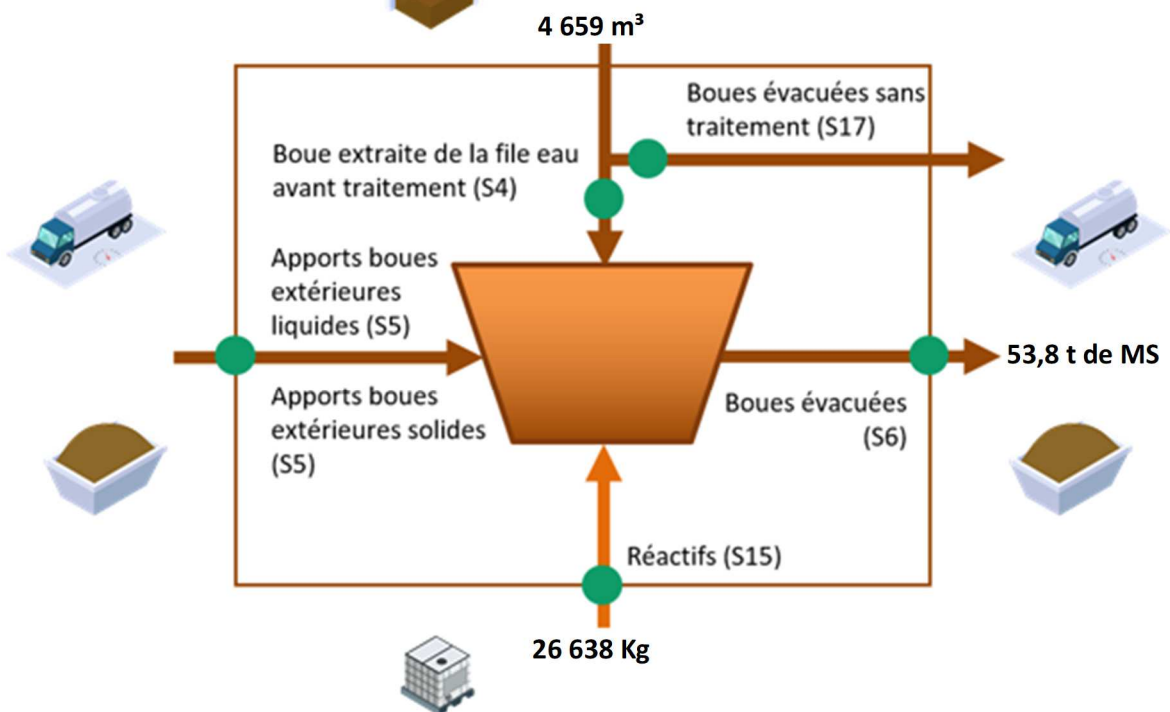 4 659 m³
Boues évacuées sans
traitement (S17)
Boue extraite de la file eau
avant traitement (S4)
Apports boues
extérieures
liquides (S5)
53,8 t de MS
Apports boues
extérieures solides
(S5)
Boues évacuées
(S6)
Réactifs (S15)
26 638 Kg